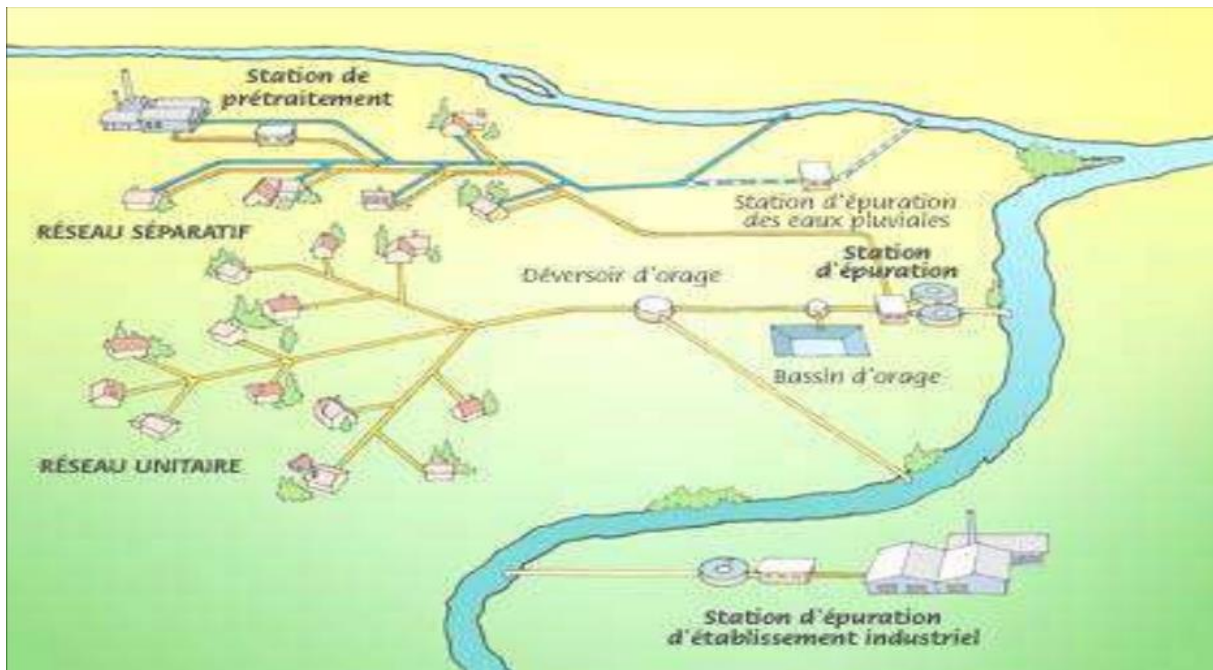 Station de
prétraitement
Station d'épuration
des eaux pluviales
RÉSEAU SÉPARATIF
Station
d'épuration
Déversoir d'orage
Bassin d'orage
RÉSEAU UNITAIRE
Station d'épuration
d'établissement industriel